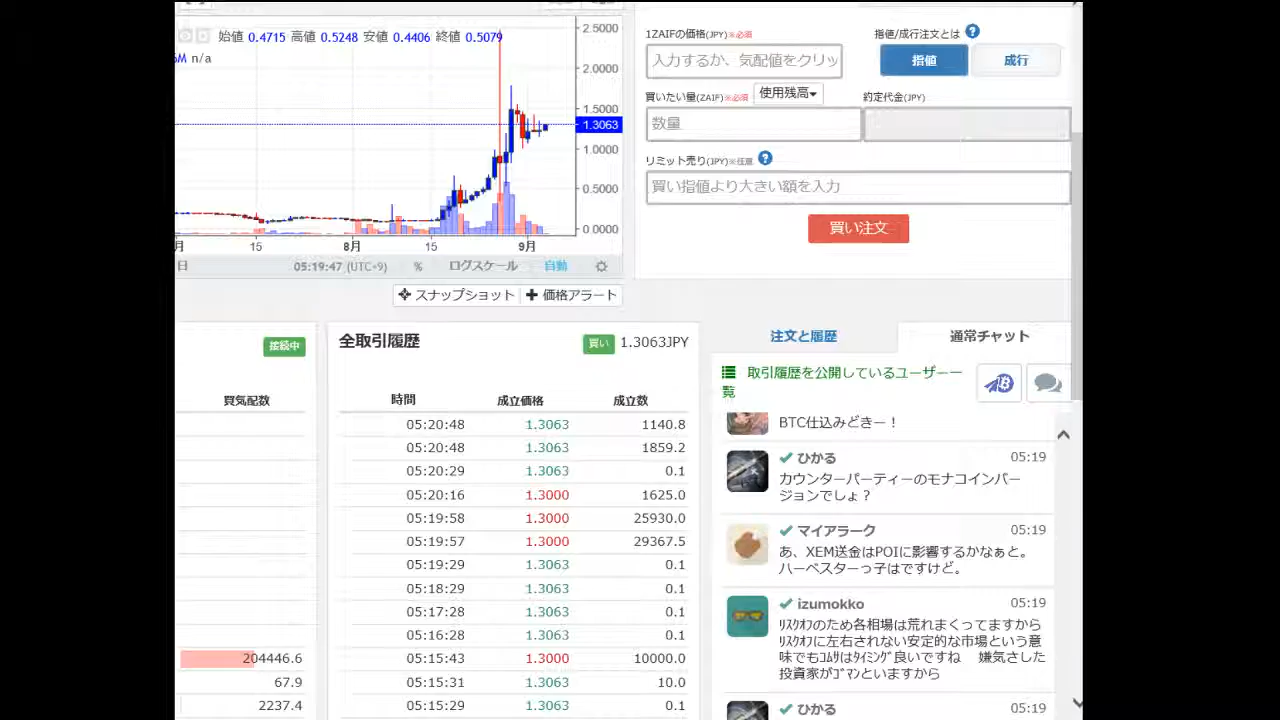 始値 0.4715 高値 0.5248 安値 0.4406 終値 0.5079
n/a
2.5000
2.0000
1.5000
1.3063
1.0000
0.5000
0.0000
月 15 8月 15 9月
日 05:19:47 (UTC+9) % ログスケール 自動
スナップショット 価格アラート
1ZAIFの価格(JPY)※必須 指値/成行注文とは ?
入力するか、気配値をクリッ 指値 成行
買いたい量(ZAIF)※必須 使用残高 約定代金(JPY)
数量
リミット売り(JPY)※任意 ?
買い指値より大きい額を入力
買い注文
接続中
買気配数
204446.6
67.9
2237.4
全取引履歴 買い 1.3063JPY
時間 成立価格 成立数
05:20:48 1.3063 1140.8
05:20:48 1.3063 1859.2
05:20:29 1.3063 0.1
05:20:16 1.3000 1625.0
05:19:58 1.3000 25930.0
05:19:57 1.3000 29367.5
05:19:29 1.3063 0.1
05:18:29 1.3063 0.1
05:17:28 1.3063 0.1
05:16:28 1.3063 0.1
05:15:43 1.3000 10000.0
05:15:31 1.3063 10.0
05:15:29 1.3063 0.1
注文と履歴 通常チャット
取引履歴を公開しているユーザー一
覧
BTC仕込みどきー！
ひかる 05:19
カウンターパーティーのモナコインバー
ジョンでしょ？
マイアラーク 05:19
あ、XEM送金はPOIに影響するかなぁと。
ハーベスターっ子はですけど。
izumokko 05:19
ﾘｽｸｵﾌのため各相場は荒れまくってますから
ﾘｽｸｵﾌに左右されない安定的な市場という意
味でもｺﾑｻはﾀｲﾐﾝｸﾞ良いですね　嫌気さした
投資家がｺﾞﾏﾝといますから
ひかる 05:19